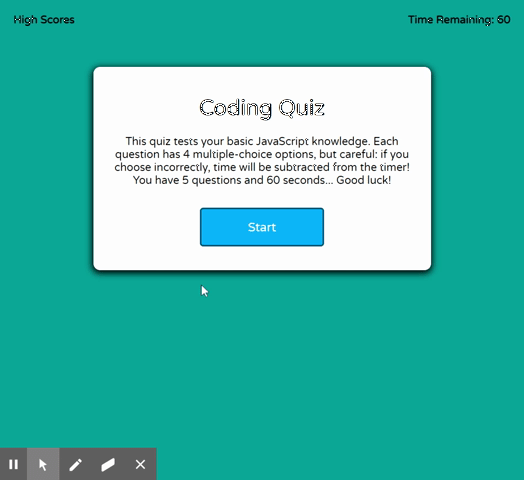 High Scores
Time Remaining: 60
Coding Quiz
This quiz tests your basic JavaScript knowledge. Each
question has 4 multiple-choice options, but careful: if you
choose incorrectly, time will be subtracted from the timer!
You have 5 questions and 60 seconds... Good luck!
Start